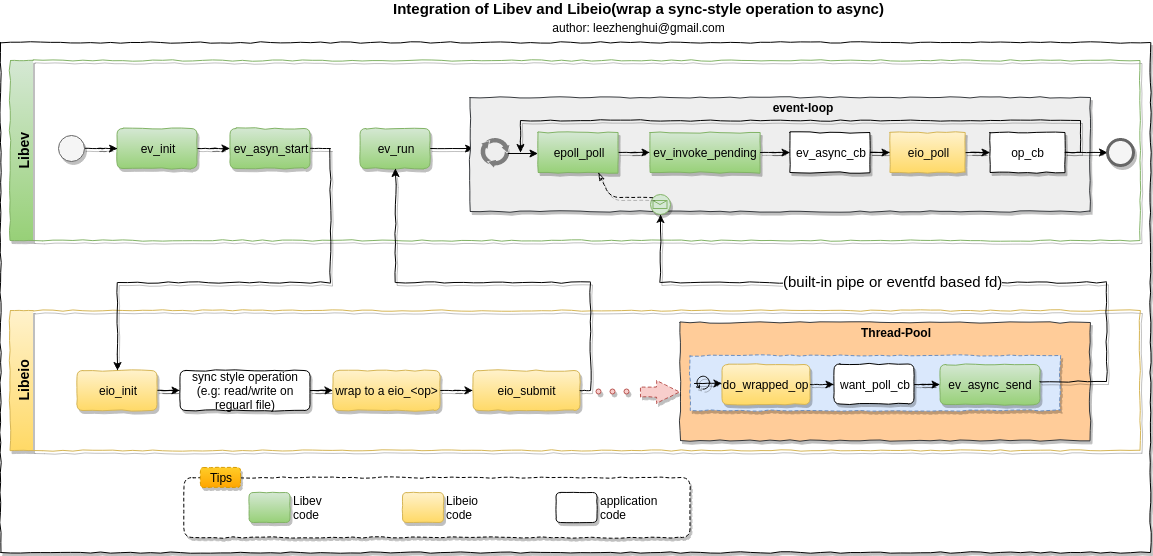 Integration of Libev and Libeio(wrap a sync-style operation to async)
author: leezhenghui@gmail.com
Libev
ev_init
ev_asyn_start
ev_run
event-loop
epoll_poll
ev_invoke_pending
ev_async_cb
eio_poll
op_cb
(built-in pipe or eventfd based fd)
Libeio
eio_init
sync style operation
(e.g: read/write on
reguarl file)
wrap to a eio_<op>
eio_submit
Thread-Pool
do_wrapped_op
want_poll_cb
ev_async_send
Tips
Libev
code
Libeio
code
application
code